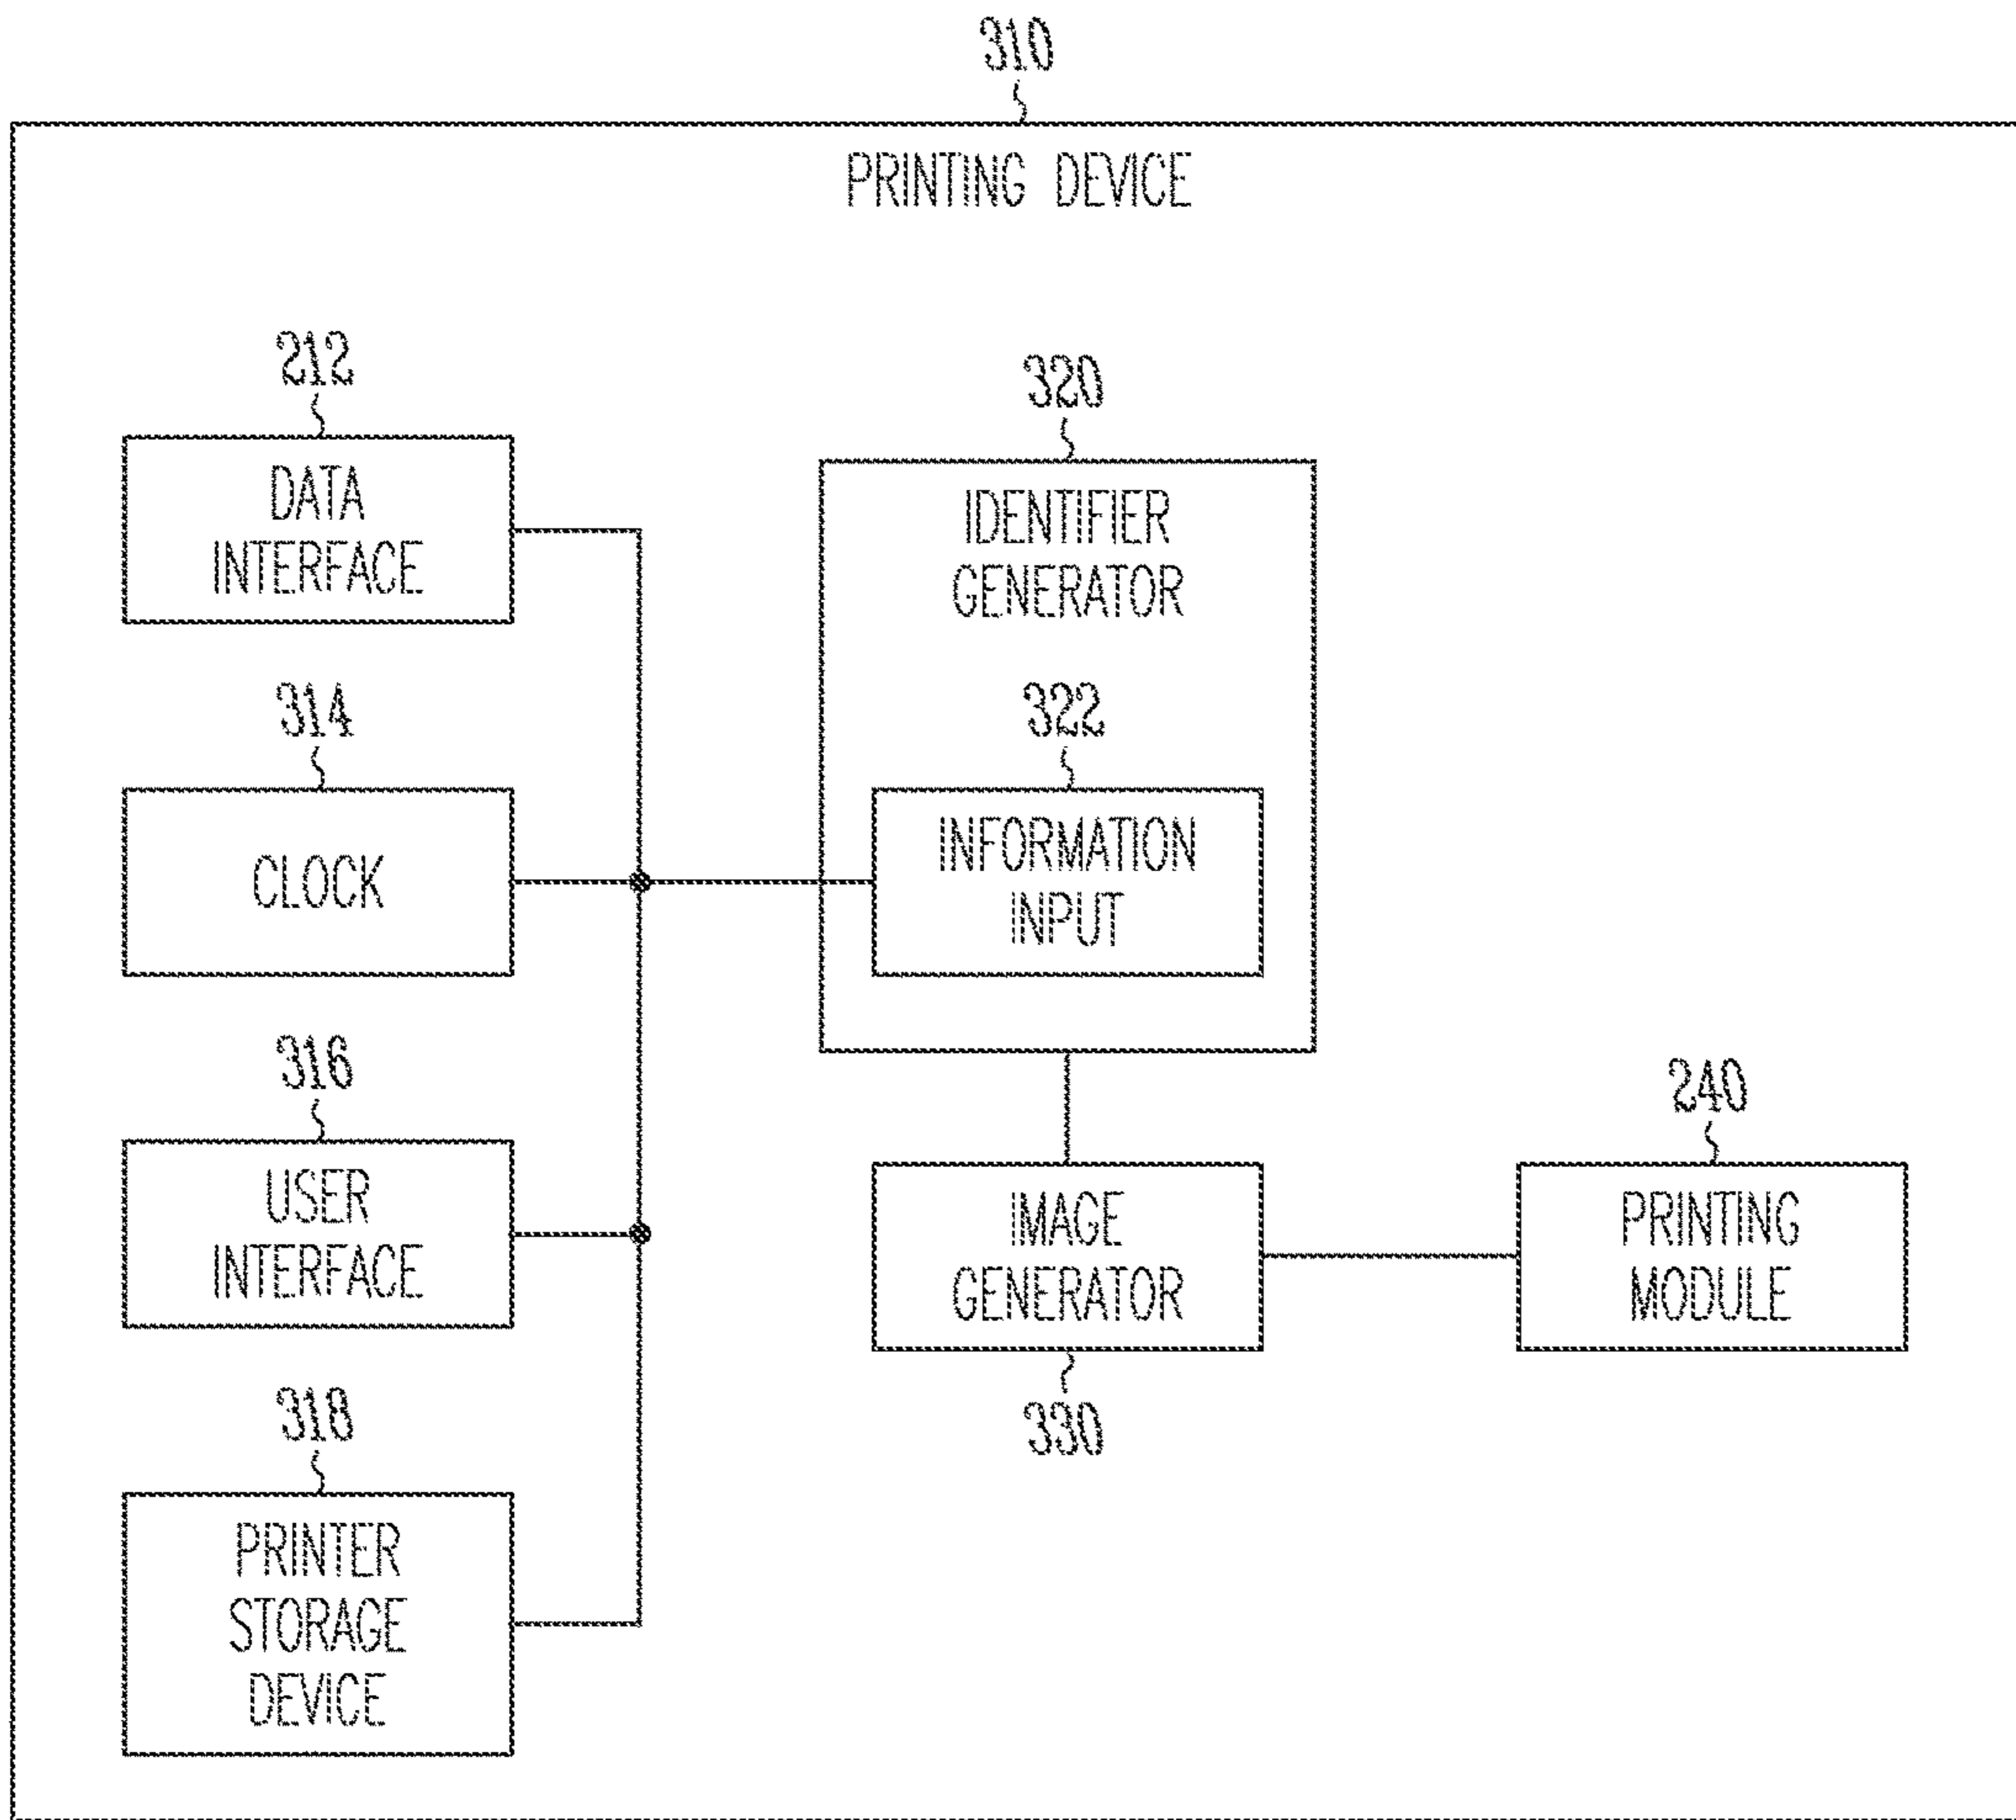 310
PRINTING DEVICE
212
DATA
INTERFACE
314
CLOCK
316
USER
INTERFACE
318
PRINTER
STORAGE
DEVICE
320
IDENTIFIER
GENERATOR
322
INFORMATION
INPUT
IMAGE
GENERATOR
330
240
PRINTING
MODULE